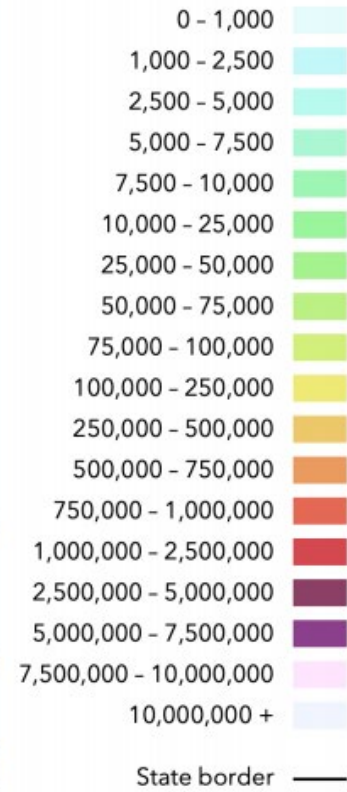 0 – 1,000
1,000 – 2,500
2,500 – 5,000
5,000 – 7,500
7,500 – 10,000
10,000 – 25,000
25,000 – 50,000
50,000 – 75,000
75,000 – 100,000
100,000 – 250,000
250,000 – 500,000
500,000 – 750,000
750,000 – 1,000,000
1,000,000 – 2,500,000
2,500,000 – 5,000,000
5,000,000 – 7,500,000
7,500,000 – 10,000,000
10,000,000 +
State border